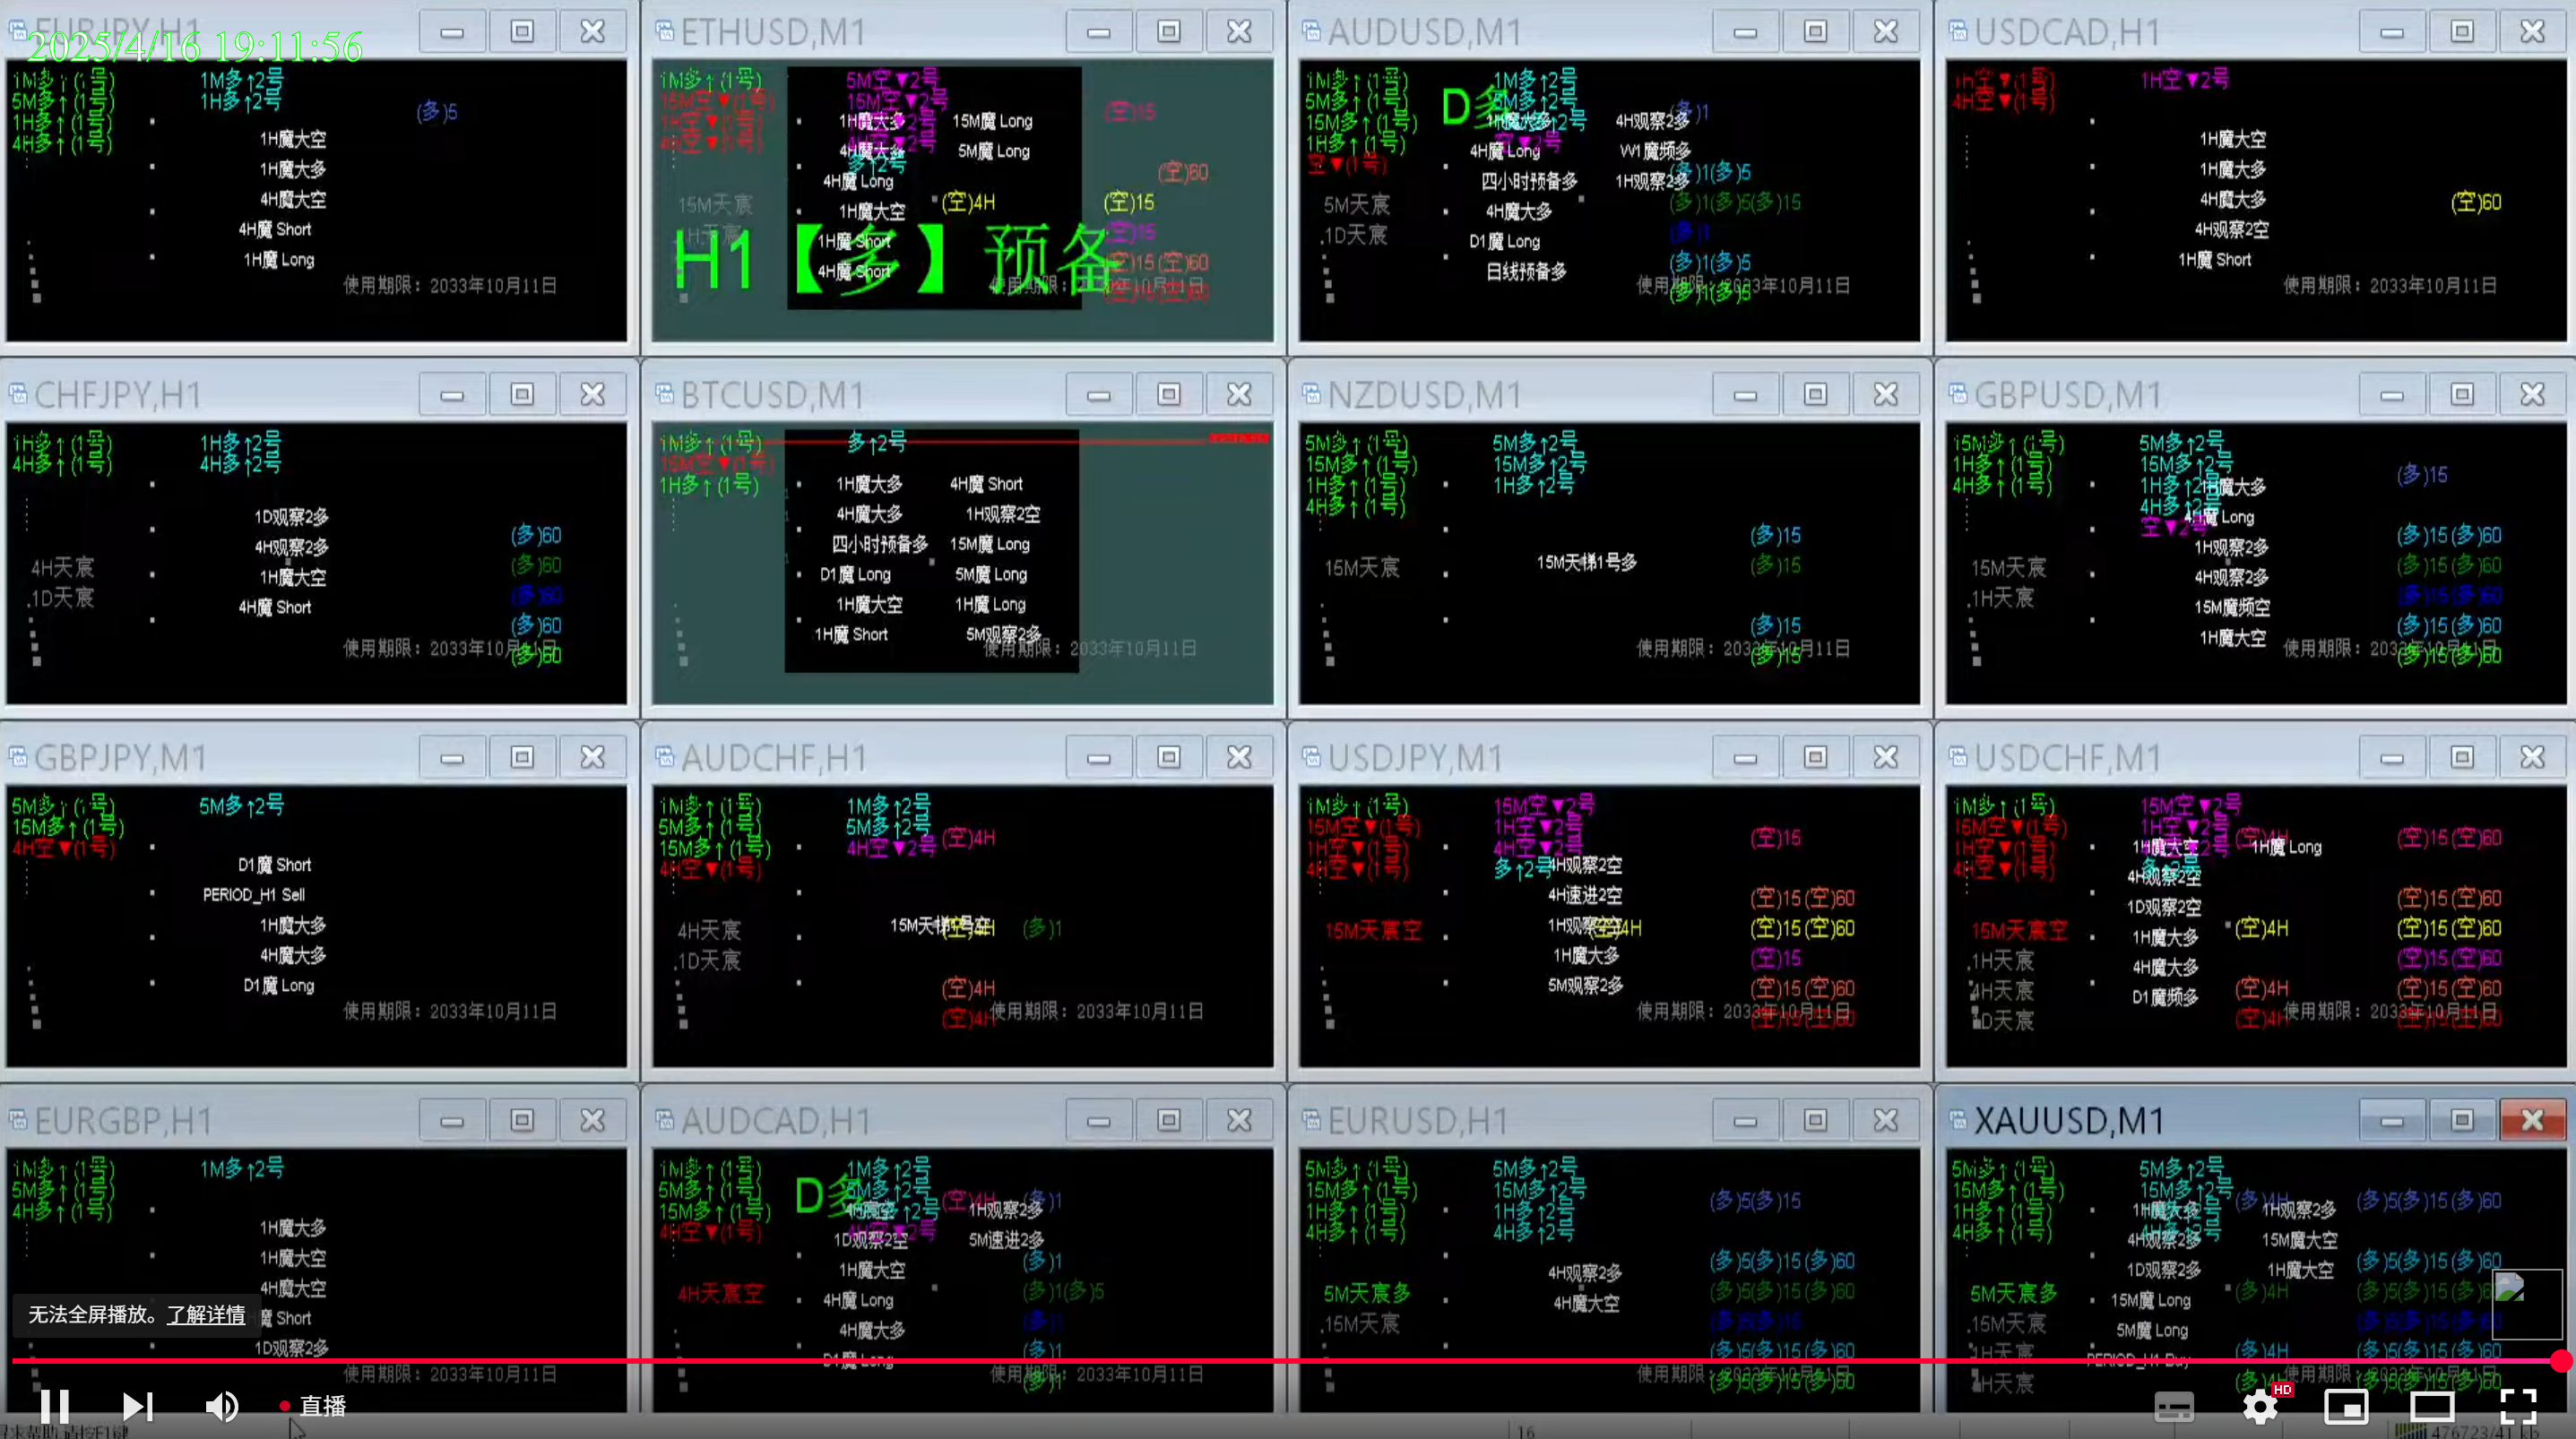 EURJPY,H1
2025/4/16 19:11:56
1M多↑(1号) 1M多↑2号
5M多↑(1号) 1H多↑2号
1H多↑(1号) (多)5
4H多↑(1号)
1H魔大空
1H魔大多
4H魔大空
4H魔 Short
1H魔 Long
使用期限：2033年10月11日
ETHUSD,M1
1M多↑(1号) 5M空▼2号
15M空▼(1号) 15M空▼2号
1H空▼(1号)
4H空▼(1号)
多↑2号
1H魔大多 15M魔 Long (空)15
4H魔大多 5M魔 Long
4H魔 Long (空)60
15M天宸 1H魔大空 (空)4H (空)15
1H天宸 1H魔 Short (空)15
H1【多】预备
4H魔 Short (空)15(空)60
(空)15(空)60
AUDUSD,M1
1M多↑(1号) 1M多↑2号
5M多↑(1号) 5M多↑2号
15M多↑(1号)
1H多↑(1号)
空▼(1号) 空▼2号
D多
4H观察2多 (多)1
4H魔 Long W1魔频多
四小时预备多 1H观察2多 (多)1(多)5
5M天宸 4H魔大多 (多)1(多)5(多)15
.1D天宸 D1魔 Long (多)1
日线预备多 (多)1(多)5
使用期限：2033年10月11日
(多)1(多)5
USDCAD,H1
1H空▼(1号) 1H空▼2号
4H空▼(1号)
1H魔大空
1H魔大多
4H魔大多 (空)60
4H观察2空
1H魔 Short
使用期限：2033年10月11日
CHFJPY,H1
1H多↑(1号) 1H多↑2号
4H多↑(1号) 4H多↑2号
1D观察2多 (多)60
4H观察2多 (多)60
4H天宸 1H魔大空 (多)60
.1D天宸 4H魔 Short (多)60
使用期限：2033年10月11日
(多)60
BTCUSD,M1
1M多↑(1号) 多↑2号
15M空▼(1号)
1H多↑(1号)
1H魔大多 4H魔 Short
4H魔大多 1H观察2空
四小时预备多 15M魔 Long
D1魔 Long 5M魔 Long
1H魔大空 1H魔 Long
1H魔 Short 5M观察2多
使用期限：2033年10月11日
NZDUSD,M1
5M多↑(1号) 5M多↑2号
15M多↑(1号) 15M多↑2号
1H多↑(1号) 1H多↑2号
4H多↑(1号)
(多)15
15M天宸 15M天梯1号多 (多)15
(多)15
使用期限：2033年10月11日
(多)15
GBPUSD,M1
15M多↑(1号) 5M多↑2号
1H多↑(1号) 15M多↑2号
4H多↑(1号) 1H多↑2号
4H多↑2号
空▼2号
1H魔大多 (多)15
4H魔 Long
1H观察2多 (多)15(多)60
15M天宸 4H观察2多 (多)15(多)60
.1H天宸 15M魔频空 (多)15(多)60
1H魔大空 (多)15(多)60
使用期限：2033年10月11日
(多)15(多)60
GBPJPY,M1
5M多↑(1号) 5M多↑2号
15M多↑(1号)
4H空▼(1号)
D1魔 Short
PERIOD_H1 Sell
1H魔大多
4H魔大多
D1魔 Long
使用期限：2033年10月11日
AUDCHF,H1
1M多↑(1号) 1M多↑2号
5M多↑(1号) 5M多↑2号
15M多↑(1号) 4H空▼2号 (空)4H
4H空▼(1号)
4H天宸 (空)4H (多)1
.1D天宸
(空)4H
(空)4H
使用期限：2033年10月11日
USDJPY,M1
1M多↑(1号) 15M空▼2号
15M空▼(1号) 1H空▼2号
1H空▼(1号) 4H空▼2号
4H空▼(1号) 多↑2号
4H观察2空 (空)15
4H速进2空 (空)15(空)60
15M天宸空 (空)15(空)60
1H魔大多 (空)15
5M观察2多 (空)15(空)60
使用期限：2033年10月11日
(空)15(空)60
USDCHF,M1
1M多↑(1号) 15M空▼2号
15M空▼(1号) 1H空▼2号
1H空▼(1号)
4H空▼(1号) 多↑2号
1H魔大空 1H魔 Long (空)4H (空)15(空)60
4H观察2空
1D观察2空 (空)15(空)60
15M天宸空 1H魔大多 (空)4H (空)15(空)60
.1H天宸 4H魔大多 (空)15(空)60
4H天宸 D1魔频多 (空)4H (空)15(空)60
1D天宸 (空)4H (空)15(空)60
使用期限：2033年10月11日
EURGBP,H1
1M多↑(1号) 1M多↑2号
5M多↑(1号)
4H多↑(1号)
1H魔大多
1H魔大空
4H魔大空
魔 Short
1D观察2多
使用期限：2033年10月11日
AUDCAD,H1
1M多↑(1号) 1M多↑2号
5M多↑(1号) 5M多↑2号
15M多↑(1号)
4H空▼(1号)
D多
(空)4H (多)1
1H观察2多
1D观察2空 5M速进2多
1H魔大空 (多)1
4H天宸空 4H魔 Long (多)1(多)5
4H魔大多 (多)1
D1魔 Long (多)1
使用期限：2033年10月11日
(多)1
EURUSD,H1
5M多↑(1号) 5M多↑2号
15M多↑(1号) 15M多↑2号
1H多↑(1号) 1H多↑2号
4H多↑(1号) 4H多↑2号
(多)5(多)15
4H观察2多 (多)5(多)15(多)60
5M天宸多 4H魔大空 (多)5(多)15(多)60
.15M天宸 (多)5(多)15
(多)5(多)15(多)60
使用期限：2033年10月11日
(多)5(多)15(多)60
XAUUSD,M1
5M多↑(1号) 5M多↑2号
15M多↑(1号) 15M多↑2号
1H多↑(1号)
4H多↑(1号)
1H魔大多 (多)4H 1H观察2多 (多)5(多)15(多)60
4H观察2多 15M魔大空
1D观察2多 1H魔大空 (多)5(多)15(多)60
5M天宸多 15M魔 Long (多)4H (多)5(多)15(多)6
.15M天宸 5M魔 Long
1H天宸 PERIOD_H1 Buy (多)4H (多)5(多)15(多)60
4H天宸 (多)5(多)15(多)60
使用期限：2033年10月11日
无法全屏播放。了解详情
直播
HD
16
476723/41 kb